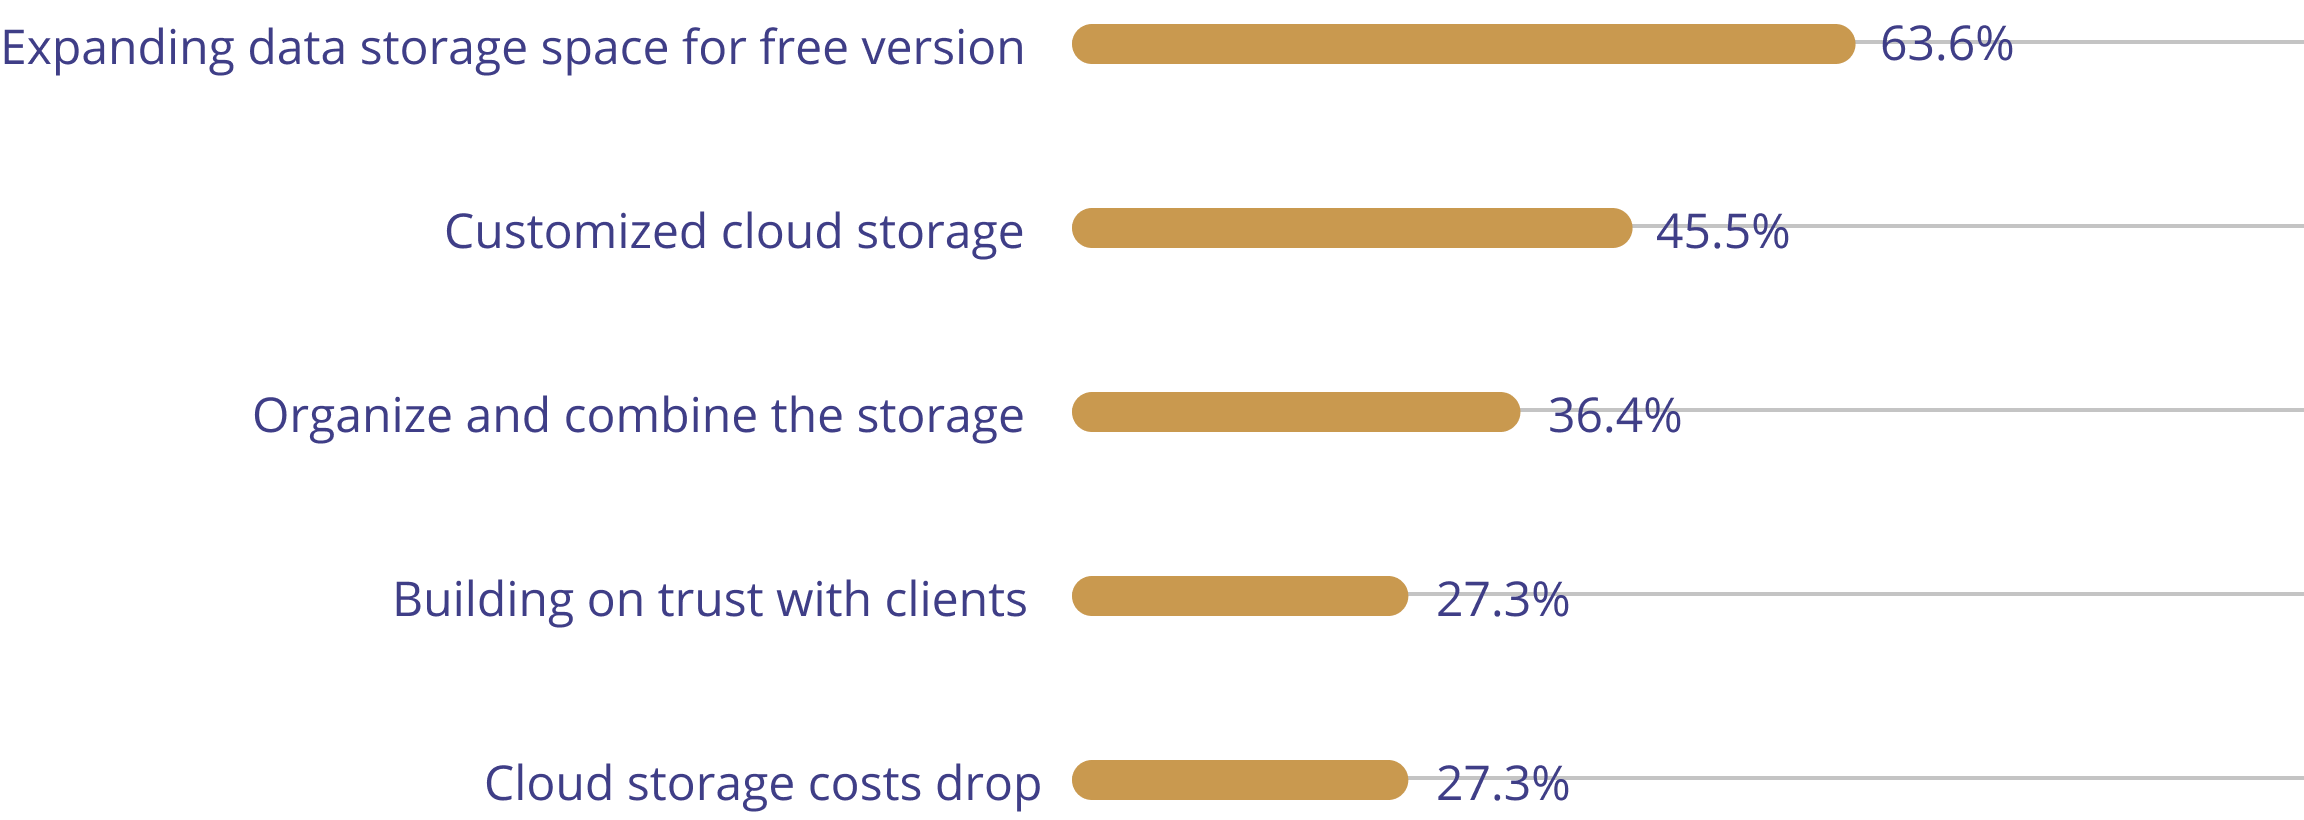 Expanding data storage space for free version 63.6%
Customized cloud storage 45.5%
Organize and combine the storage 36.4%
Building on trust with clients 27.3%
Cloud storage costs drop 27.3%